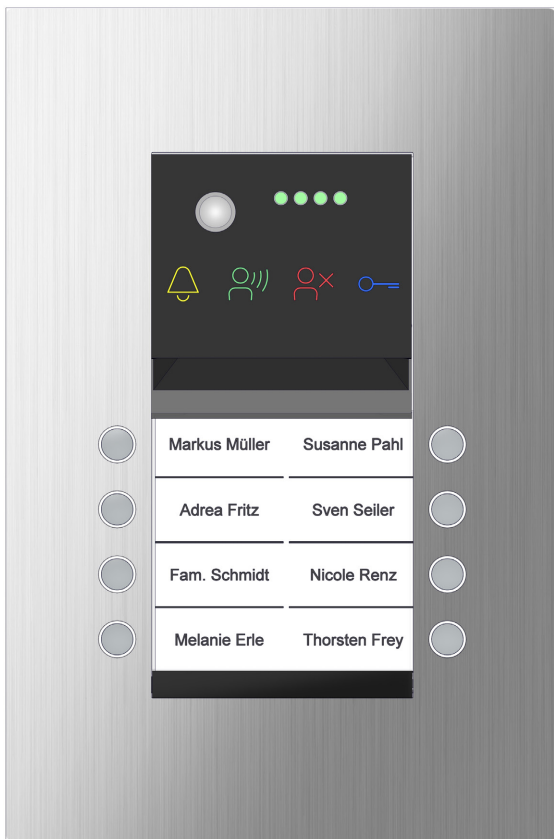 Markus Müller Susanne Pahl
Adrea Fritz Sven Seiler
Fam. Schmidt Nicole Renz
Melanie Erle Thorsten Frey